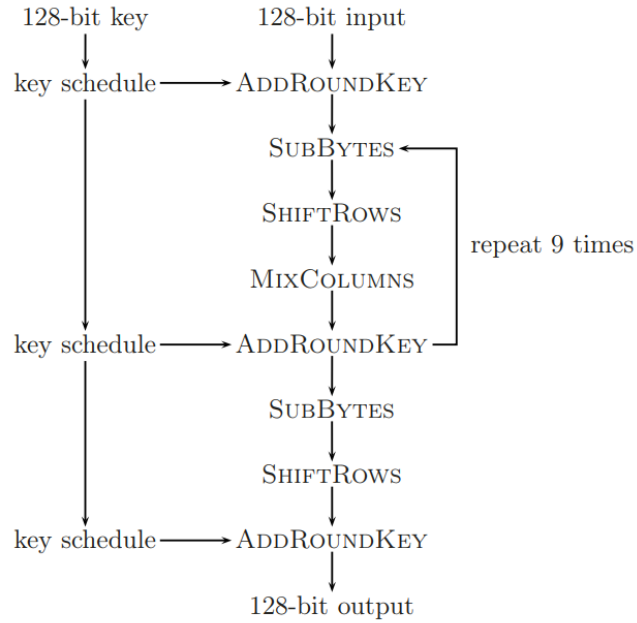 128-bit key
128-bit input
key schedule
ADDROUNDKEY
SUBBYTES
SHIFTROWS
repeat 9 times
MIXCOLUMNS
key schedule
ADDROUNDKEY
SUBBYTES
SHIFTROWS
key schedule
ADDROUNDKEY
128-bit output